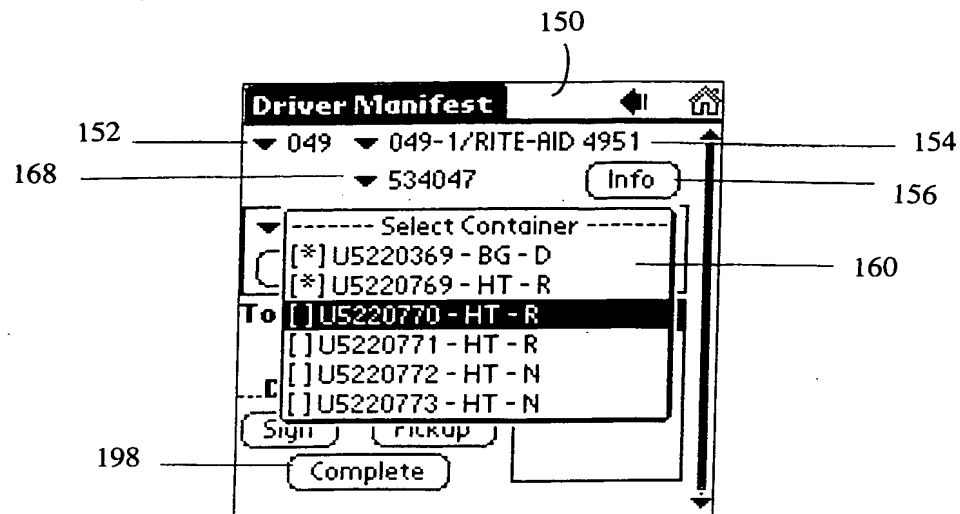 150
Driver Manifest
152 049 049-1/RITE-AID 4951 154
168 534047 Info 156
------- Select Container -------
[*] U5220369 - BG - D
[*] U5220769 - HT - R 160
To [ ] U5220770 - HT - R
[ ] U5220771 - HT - R
[ ] U5220772 - HT - N
[ ] U5220773 - HT - N
Sign Pickup
198 Complete